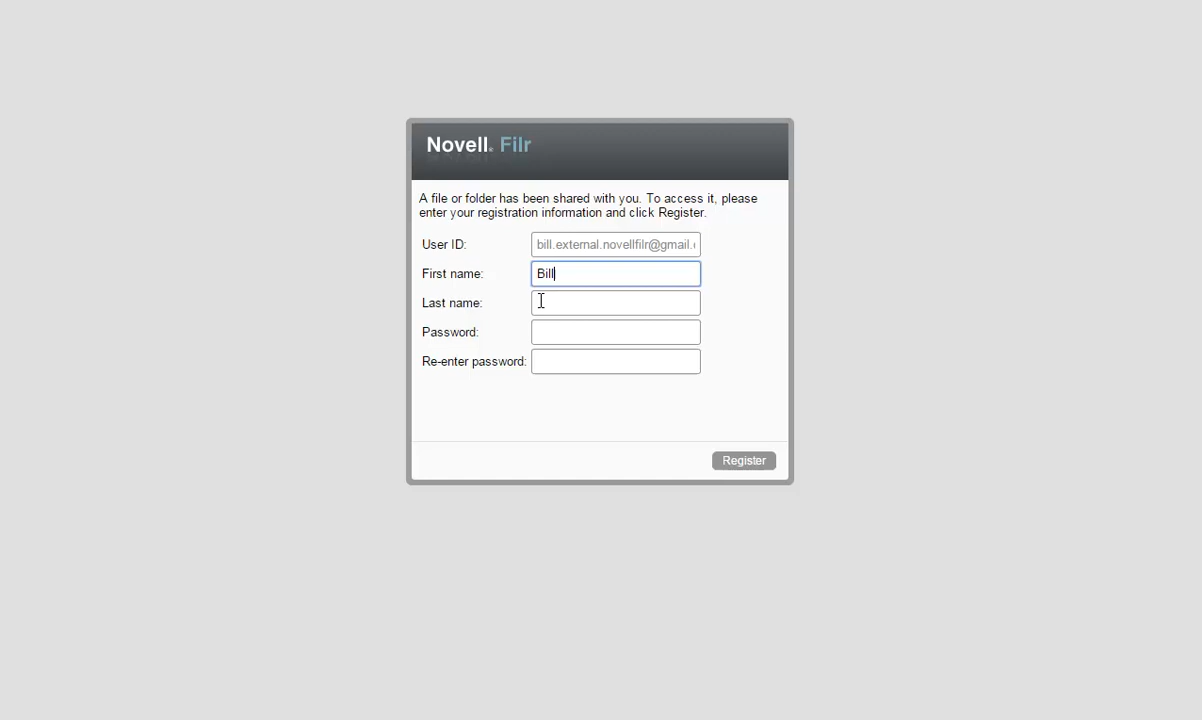 Novell® Filr
A file or folder has been shared with you. To access it, please
enter your registration information and click Register.
User ID: bill.external.novellfilr@gmail.
First name: Bill
Last name:
Password:
Re-enter password:
Register